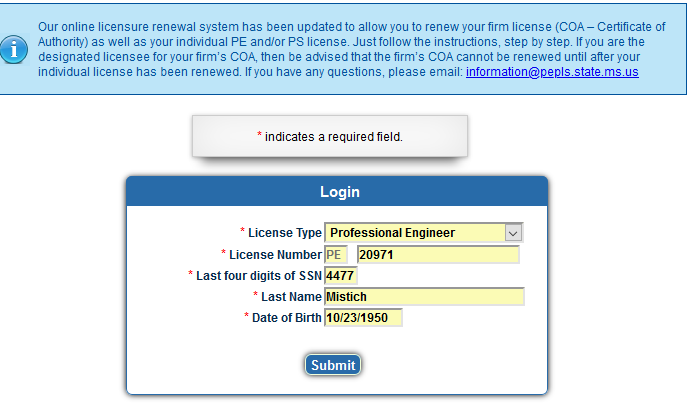 Our online licensure renewal system has been updated to allow you to renew your firm license (COA – Certificate of
Authority) as well as your individual PE and/or PS license. Just follow the instructions, step by step. If you are the
designated licensee for your firm's COA, then be advised that the firm's COA cannot be renewed until after your
individual license has been renewed. If you have any questions, please email: information@pepls.state.ms.us
* indicates a required field.
Login
* License Type Professional Engineer
* License Number PE 20971
* Last four digits of SSN 4477
* Last Name Mistich
* Date of Birth 10/23/1950
Submit